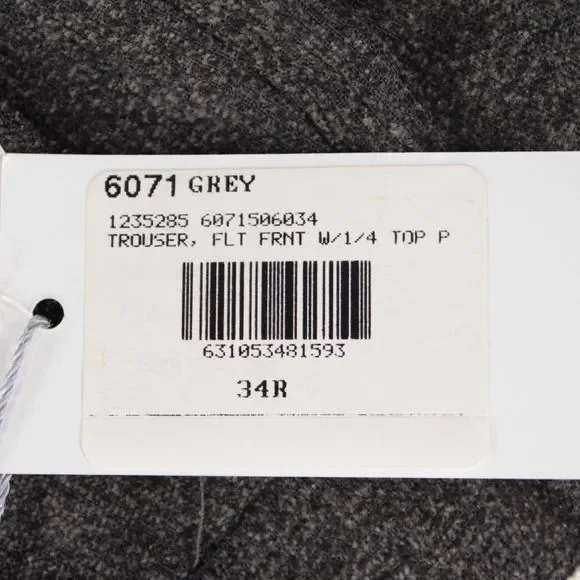 6071 GREY
1235285 6071506034
TROUSER, FLT FRNT W/1/4 TOP P
631053481593
34R